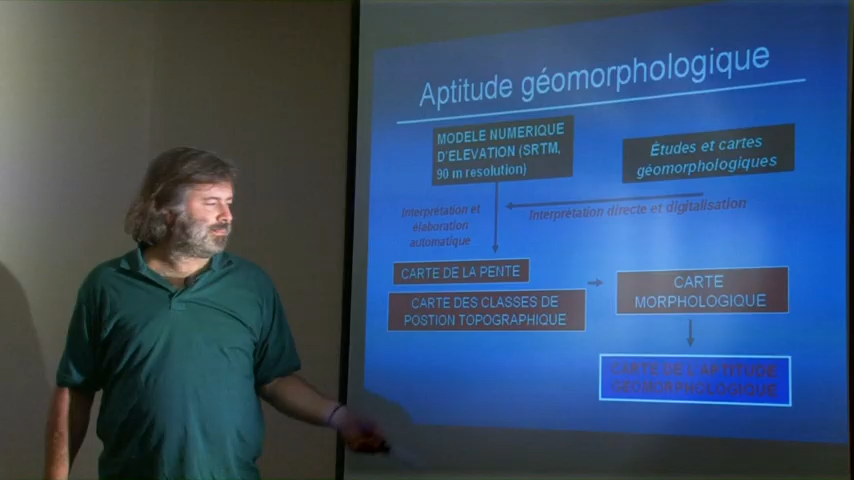 Aptitude géomorphologique
MODELE NUMERIQUE
D'ELEVATION (SRTM,
90 m resolution)
Études et cartes
géomorphologiques
Interprétation et
élaboration
automatique
Interprétation directe et digitalisation
CARTE DE LA PENTE
CARTE DES CLASSES DE
POSTION TOPOGRAPHIQUE
CARTE
MORPHOLOGIQUE
CARTE DE L'APTITUDE
GEOMORPHOLOGIQUE